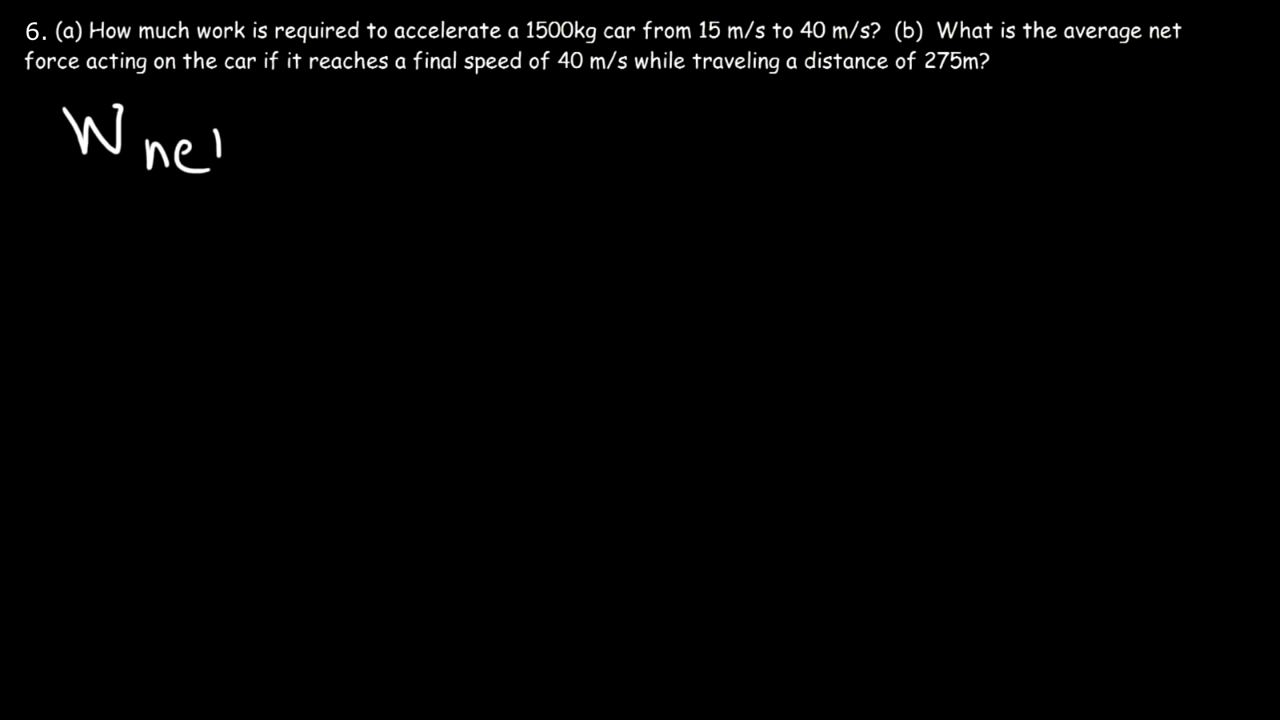 6. (a) How much work is required to accelerate a 1500kg car from 15 m/s to 40 m/s? (b) What is the average net
force acting on the car if it reaches a final speed of 40 m/s while traveling a distance of 275m?
W ne